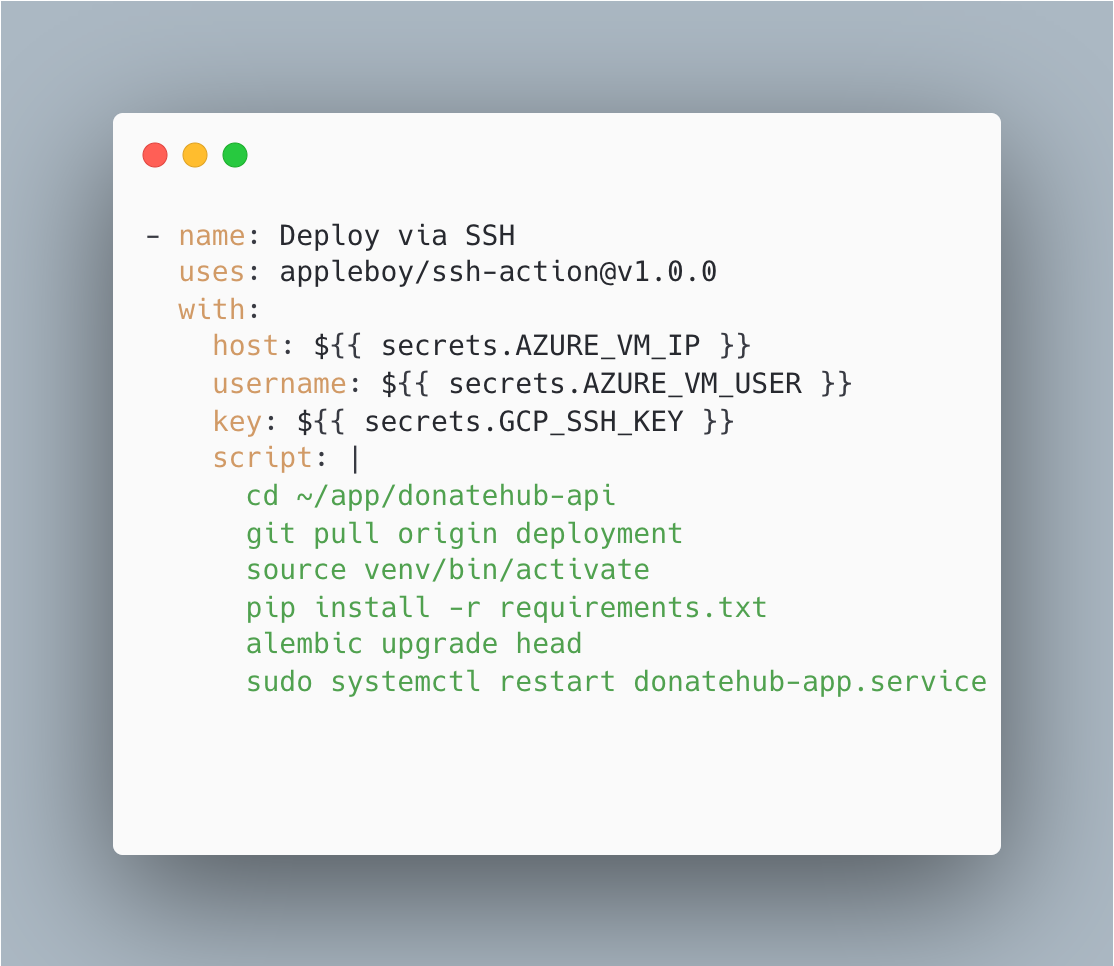 - name: Deploy via SSH
  uses: appleboy/ssh-action@v1.0.0
  with:
    host: ${{ secrets.AZURE_VM_IP }}
    username: ${{ secrets.AZURE_VM_USER }}
    key: ${{ secrets.GCP_SSH_KEY }}
    script: |
      cd ~/app/donatehub-api
      git pull origin deployment
      source venv/bin/activate
      pip install -r requirements.txt
      alembic upgrade head
      sudo systemctl restart donatehub-app.service